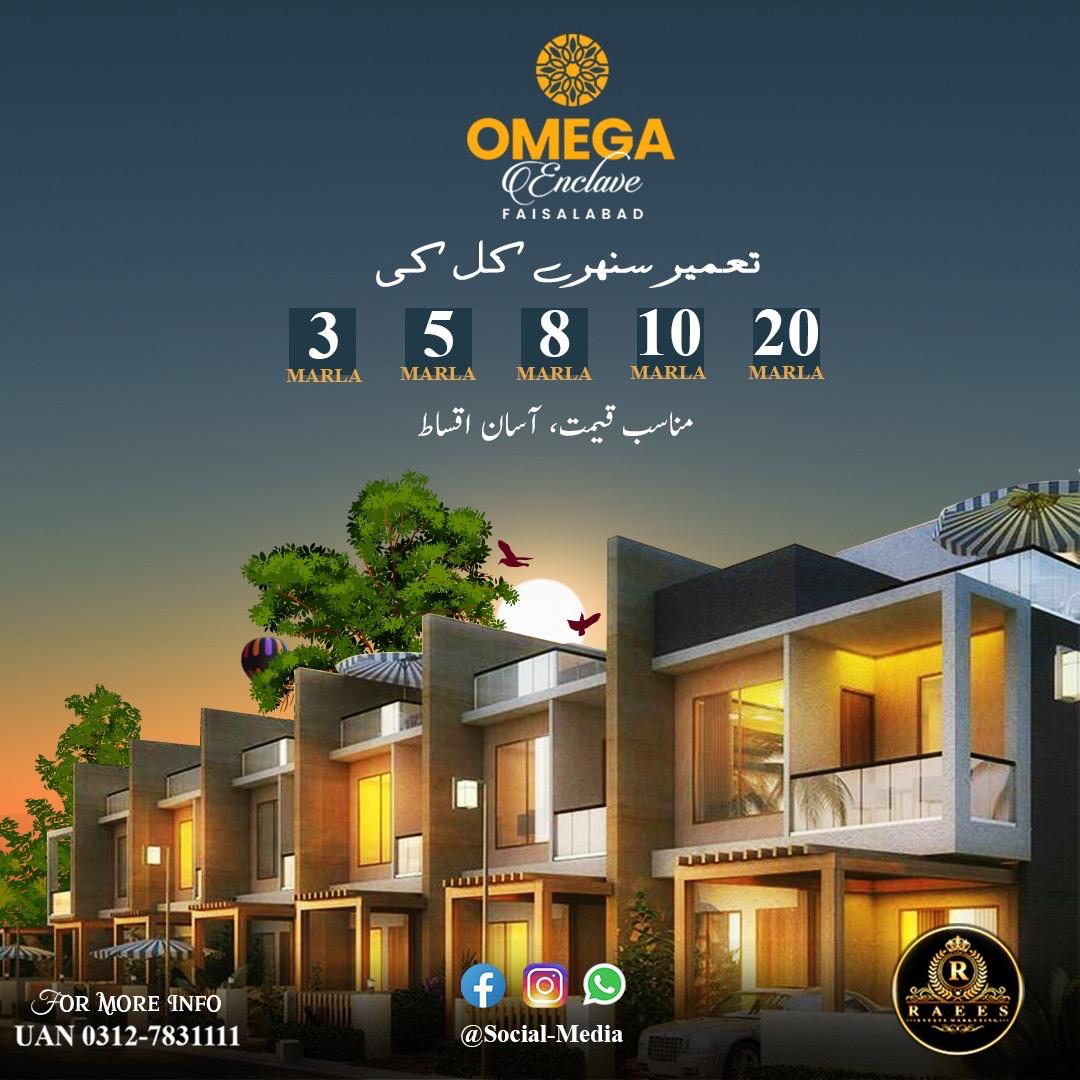 OMEGA
Enclave
FAISALABAD
تعمیر سنہرے کل کی
3 5 8 10 20
MARLA MARLA MARLA MARLA MARLA
مناسب قیمت، آسان اقساط
FOR MORE INFO
UAN 0312-7831111
@Social-Media
R
RAEES